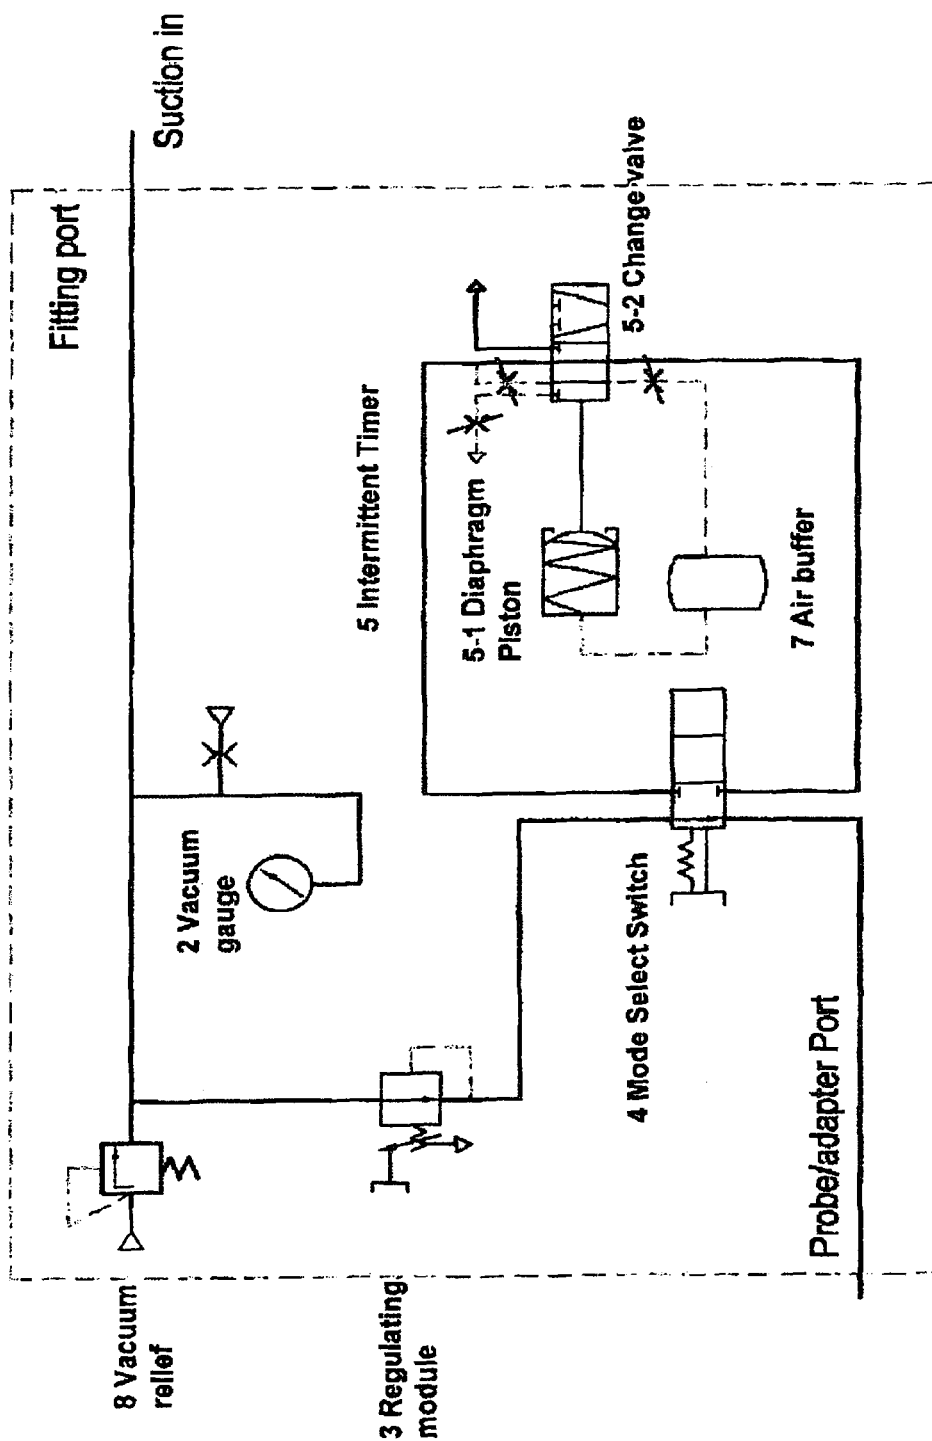 Fitting port
Suction in
8 Vacuum
relief
2 Vacuum
gauge
3 Regulating
module
5 Intermittent Timer
5-1 Diaphragm
Piston
4 Mode Select Switch
5-2 Change valve
7 Air buffer
Probe/adapter Port